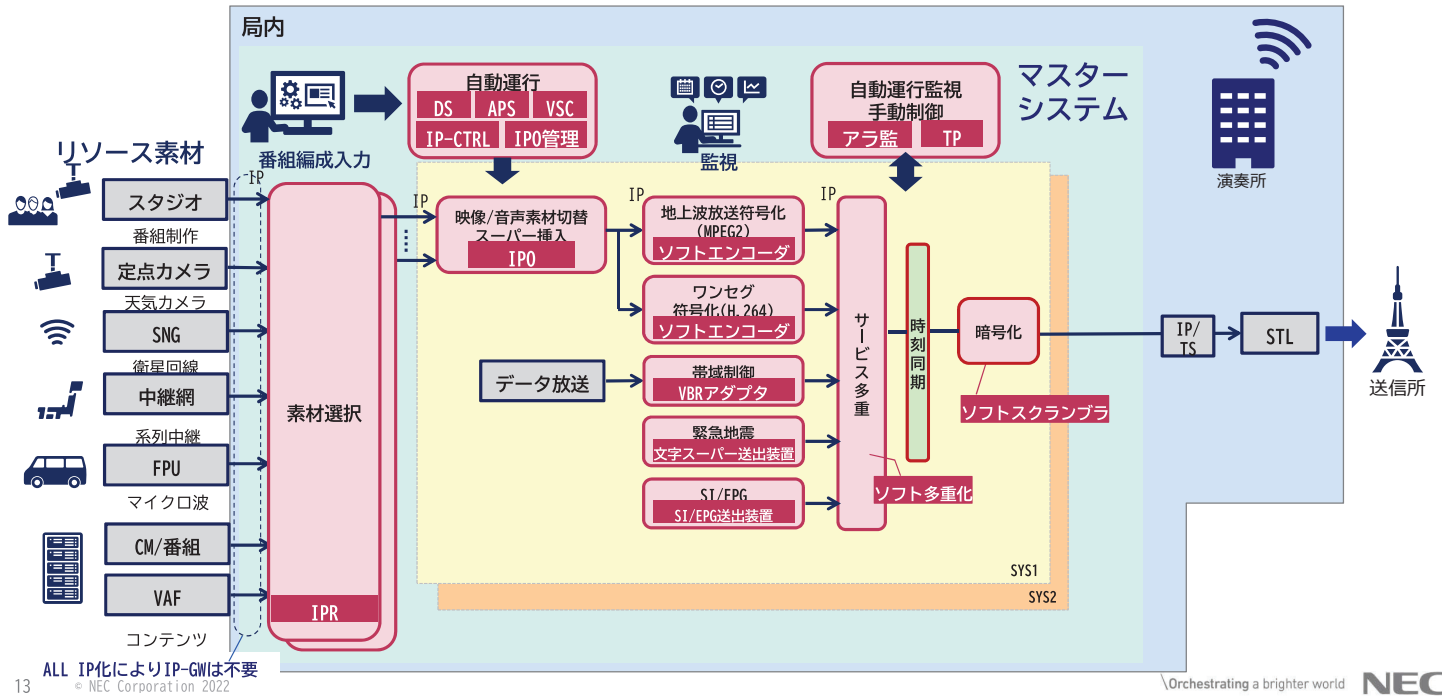 局内
マスター
システム
番組編成入力
自動運行
DS
APS
VSC
IP-CTRL
IPO管理
監視
自動運行監視
手動制御
アラ監
TP
演奏所
リソース素材
スタジオ
番組制作
定点カメラ
天気カメラ
SNG
衛星回線
中継網
系列中継
FPU
マイクロ波
CM/番組
VAF
コンテンツ
IP
素材選択
IPR
IP
映像/音声素材切替
スーパー挿入
IPO
IP
地上波放送符号化
(MPEG2)
ソフトエンコーダ
ワンセグ
符号化(H.264)
ソフトエンコーダ
データ放送
帯域制御
VBRアダプタ
緊急地震
文字スーパー送出装置
SI/EPG
SI/EPG送出装置
IP
サービス多重
ソフト多重化
時刻同期
暗号化
ソフトスクランブラ
IP/
TS
STL
送信所
SYS1
SYS2
ALL IP化によりIP-GWは不要
13
© NEC Corporation 2022
\Orchestrating a brighter world
NEC